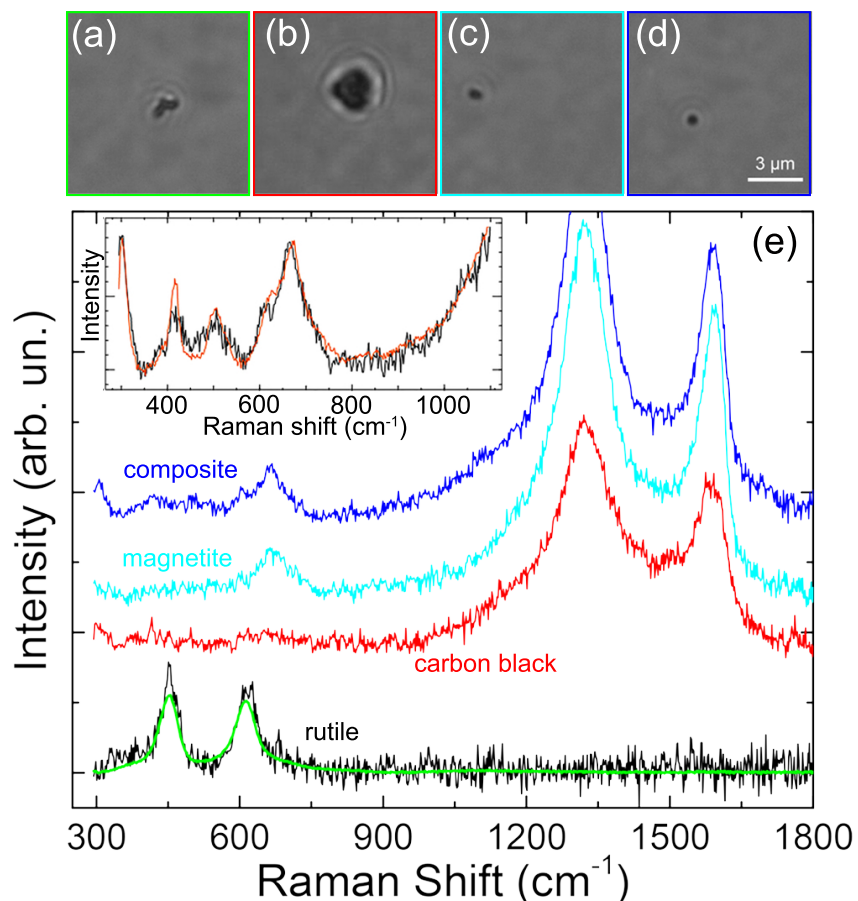 (a)
(b)
(c)
(d)
3 µm
(e)
Intensity
400
600
800
1000
Raman shift (cm⁻¹)
composite
magnetite
carbon black
rutile
Intensity (arb. un.)
300
600
900
1200
1500
1800
Raman Shift (cm⁻¹)